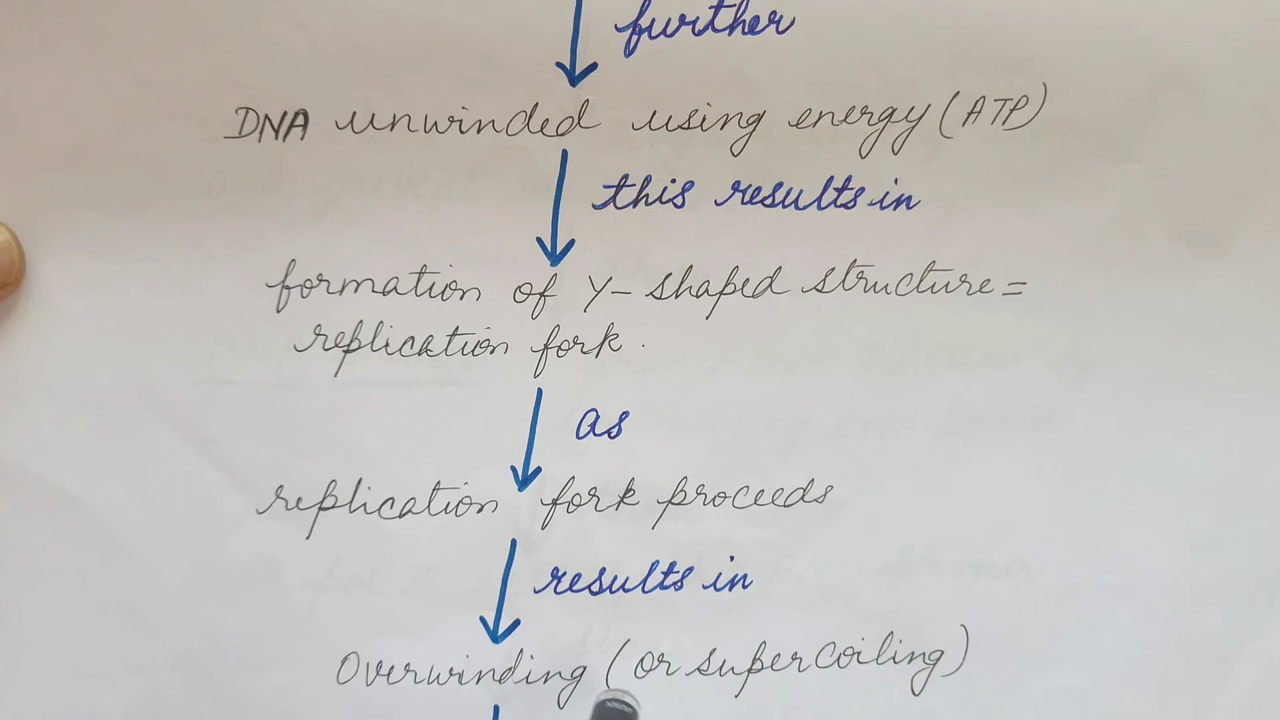 further
DNA unwinded using energy (ATP)
this results in
formation of Y-shaped structure =
replication fork.
as
replication fork proceeds
results in
Overwinding (or supercoiling)